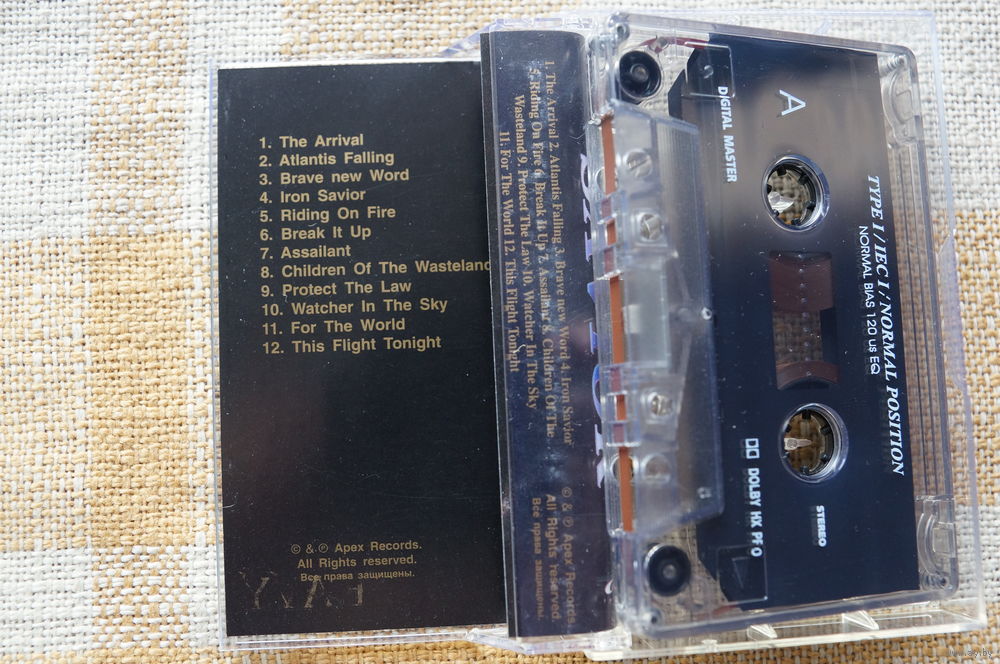 1. The Arrival
2. Atlantis Falling
3. Brave new Word
4. Iron Savior
5. Riding On Fire
6. Break It Up
7. Assailant
8. Children Of The Wasteland
9. Protect The Law
10. Watcher In The Sky
11. For The World
12. This Flight Tonight
© & ℗ Apex Records.
All Rights reserved.
Все права защищены.
1. The Arrival 2. Atlantis Falling 3. Brave new Word 4. Iron Savior
5. Riding On Fire 6. Break It Up 7. Assailant 8. Children Of The
Wasteland 9. Protect The Law 10. Watcher In The Sky
11. For The World 12. This Flight Tonight
© & ℗ Apex Records.
All Rights reserved.
Все права защищены.
A
DIGITAL MASTER
TYPE I / IEC I / NORMAL POSITION
NORMAL BIAS 120 us EQ
DOLBY HX PRO
STEREO